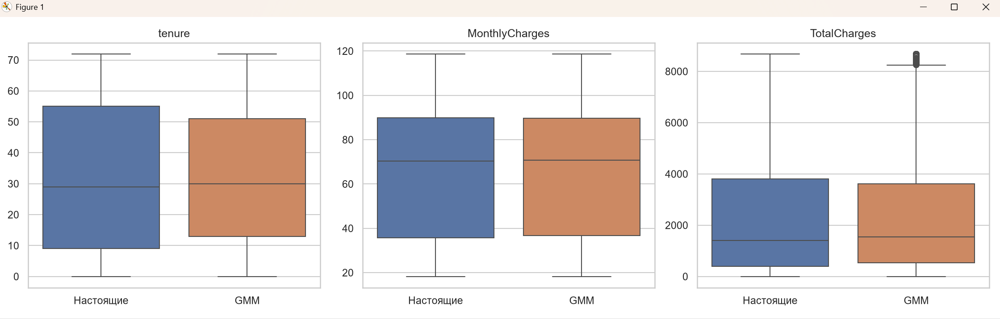 Figure 1
tenure
70
60
50
40
30
20
10
0
Настоящие
GMM
MonthlyCharges
120
100
80
60
40
20
Настоящие
GMM
TotalCharges
8000
6000
4000
2000
0
Настоящие
GMM